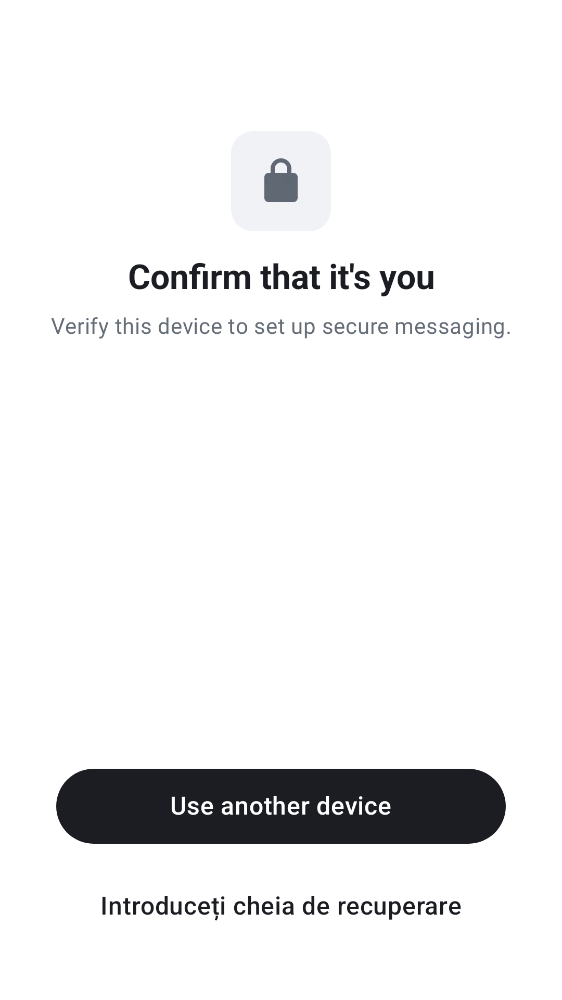 Confirm that it's you
Verify this device to set up secure messaging.
Use another device
Introduceți cheia de recuperare